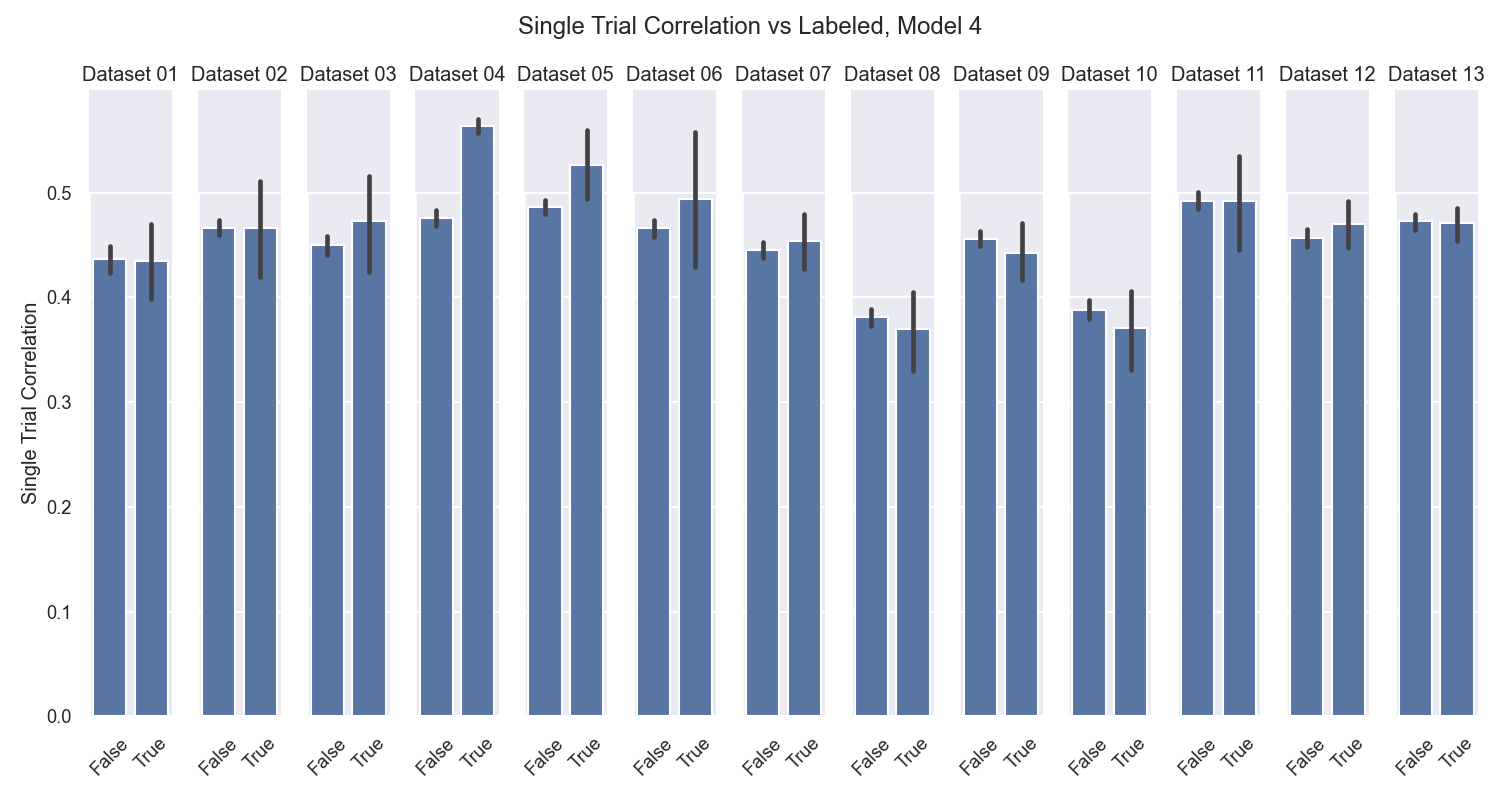 Single Trial Correlation vs Labeled, Model 4
Dataset 01 Dataset 02 Dataset 03 Dataset 04 Dataset 05 Dataset 06 Dataset 07 Dataset 08 Dataset 09 Dataset 10 Dataset 11 Dataset 12 Dataset 13
Single Trial Correlation
0.5
0.4
0.3
0.2
0.1
0.0
False True False True False True False True False True False True False True False True False True False True False True False True False True